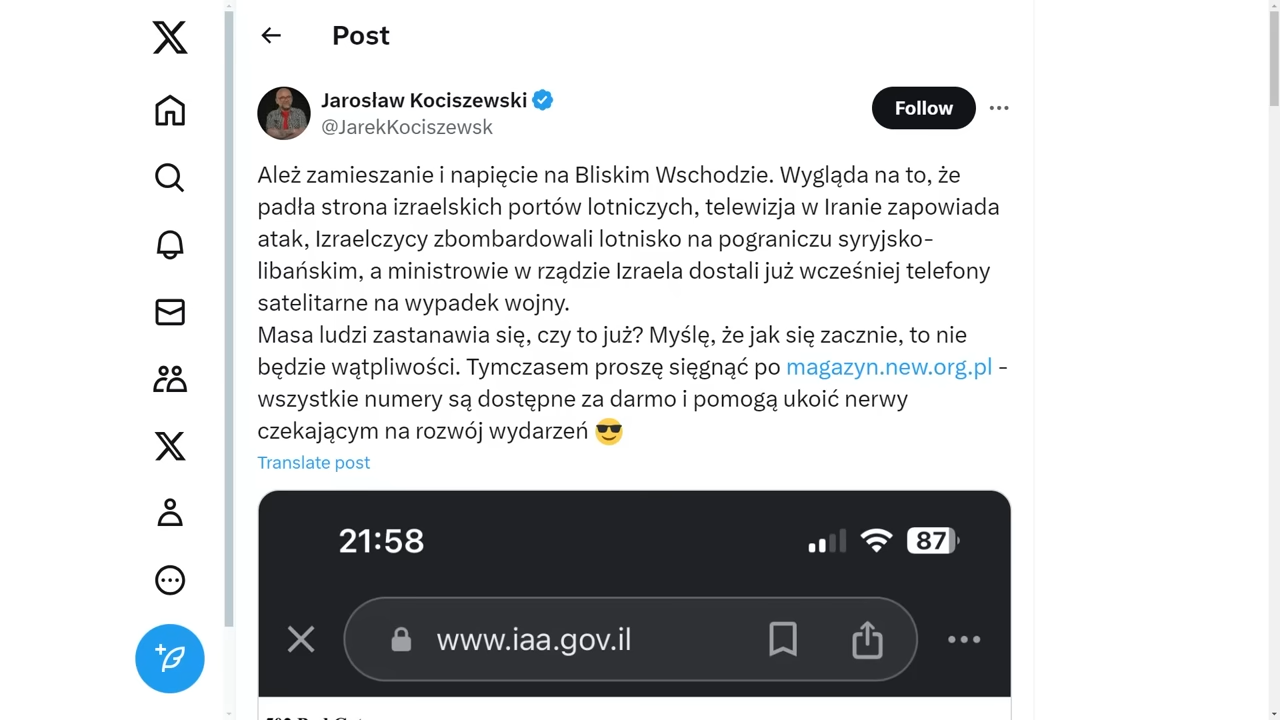 Post
Jarosław Kociszewski
@JarekKociszewsk
Follow
Ależ zamieszanie i napięcie na Bliskim Wschodzie. Wygląda na to, że
padła strona izraelskich portów lotniczych, telewizja w Iranie zapowiada
atak, Izraelczycy zbombardowali lotnisko na pograniczu syryjsko-
libańskim, a ministrowie w rządzie Izraela dostali już wcześniej telefony
satelitarne na wypadek wojny.
Masa ludzi zastanawia się, czy to już? Myślę, że jak się zacznie, to nie
będzie wątpliwości. Tymczasem proszę sięgnąć po magazyn.new.org.pl -
wszystkie numery są dostępne za darmo i pomogą ukoić nerwy
czekającym na rozwój wydarzeń 😎
Translate post
21:58
87
www.iaa.gov.il